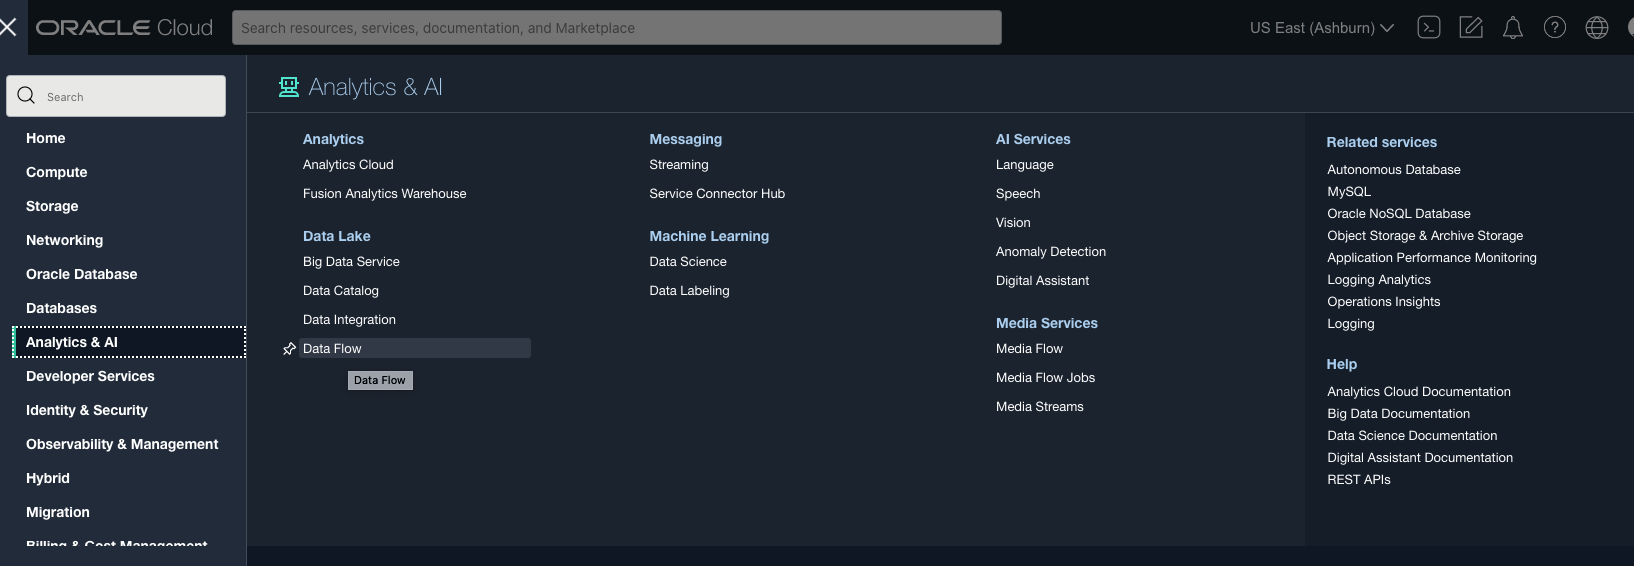 ORACLE Cloud
Search resources, services, documentation, and Marketplace
US East (Ashburn)
Search
Home
Compute
Storage
Networking
Oracle Database
Databases
Analytics & AI
Developer Services
Identity & Security
Observability & Management
Hybrid
Migration
Billing & Cost Management
Analytics & AI
Analytics
Analytics Cloud
Fusion Analytics Warehouse
Data Lake
Big Data Service
Data Catalog
Data Integration
Data Flow
Data Flow
Messaging
Streaming
Service Connector Hub
Machine Learning
Data Science
Data Labeling
AI Services
Language
Speech
Vision
Anomaly Detection
Digital Assistant
Media Services
Media Flow
Media Flow Jobs
Media Streams
Related services
Autonomous Database
MySQL
Oracle NoSQL Database
Object Storage & Archive Storage
Application Performance Monitoring
Logging Analytics
Operations Insights
Logging
Help
Analytics Cloud Documentation
Big Data Documentation
Data Science Documentation
Digital Assistant Documentation
REST APIs